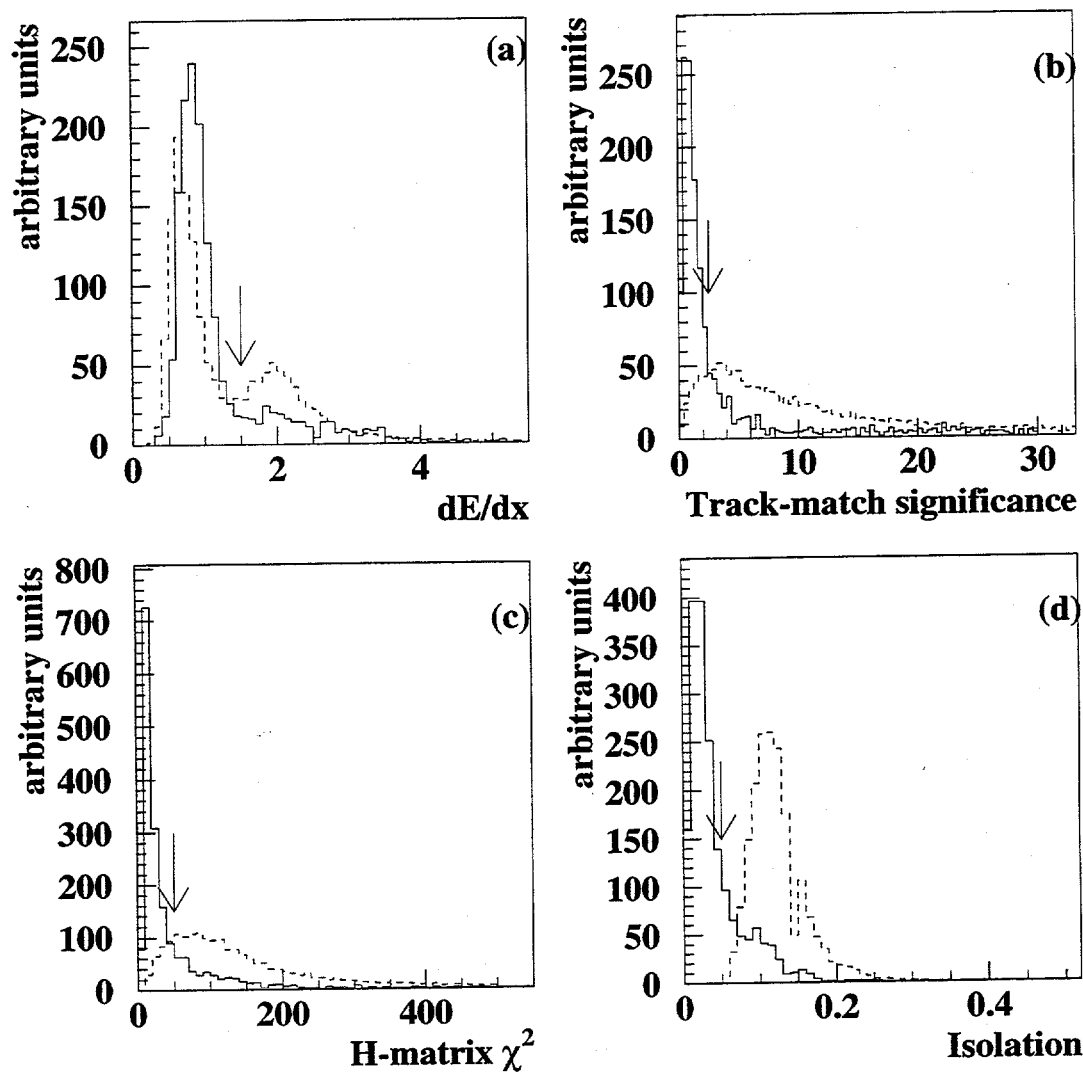 (a)
arbitrary units
250
200
150
100
50
0
0 2 4
dE/dx
(b)
arbitrary units
250
200
150
100
50
0
0 10 20 30
Track-match significance
(c)
arbitrary units
800
700
600
500
400
300
200
100
0
0 200 400
H-matrix χ²
(d)
arbitrary units
400
350
300
250
200
150
100
50
0
0 0.2 0.4
Isolation